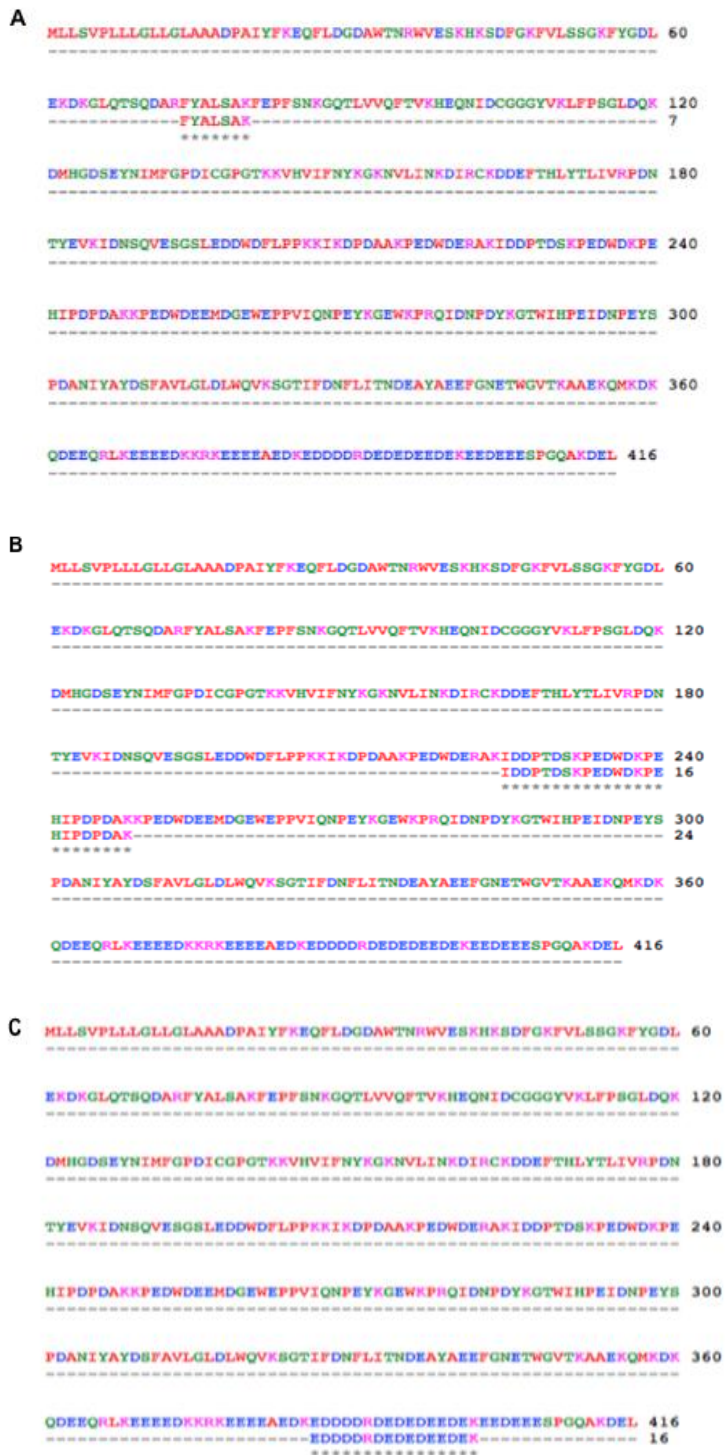 A
MLLSVPLLLGLLGLAAADPAIYFKEQFLDGDAWTNRWVESKHKSDFGKFVLSSGKFYGDL 60
------------------------------------------------------------
EKDKGLQTSQDARFYALSAKFEPFSNKGQTLVVQFTVKHEQNIDCGGGYVKLFPSGLDQK 120
-------------FYALSAK---------------------------------------- 7
*******
DMHGDSEYNIMFGPDICGPGTKKVHVIFNYKGKNVLINKDIRCKDDEFTHLYTLIVRPDN 180
------------------------------------------------------------
TYEVKIDNSQVESGSLEDDWDFLPPKKIKDPDAAKPEDWDERAKIDDPTDSKPEDWDKPE 240
------------------------------------------------------------
HIPDPDAKKPEDWDEEMDGEWEPPVIQNPEYKGEWKPRQIDNPDYKGTWIHPEIDNPEYS 300
------------------------------------------------------------
PDANIYAYDSFAVLGLDLWQVKSGTIFDNFLITNDEAYAEEFGNETWGVTKAAEKQMKDK 360
------------------------------------------------------------
QDEEQRLKEEEEDKKRKEEEEAEDKEDDDDRDEDEDEEDEKEEDEEESPGQAKDEL 416
--------------------------------------------------------
B
MLLSVPLLLGLLGLAAADPAIYFKEQFLDGDAWTNRWVESKHKSDFGKFVLSSGKFYGDL 60
------------------------------------------------------------
EKDKGLQTSQDARFYALSAKFEPFSNKGQTLVVQFTVKHEQNIDCGGGYVKLFPSGLDQK 120
------------------------------------------------------------
DMHGDSEYNIMFGPDICGPGTKKVHVIFNYKGKNVLINKDIRCKDDEFTHLYTLIVRPDN 180
------------------------------------------------------------
TYEVKIDNSQVESGSLEDDWDFLPPKKIKDPDAAKPEDWDERAKIDDPTDSKPEDWDKPE 240
--------------------------------------------IDDPTDSKPEDWDKPE 16
****************
HIPDPDAKKPEDWDEEMDGEWEPPVIQNPEYKGEWKPRQIDNPDYKGTWIHPEIDNPEYS 300
HIPDPDAK---------------------------------------------------- 24
********
PDANIYAYDSFAVLGLDLWQVKSGTIFDNFLITNDEAYAEEFGNETWGVTKAAEKQMKDK 360
------------------------------------------------------------
QDEEQRLKEEEEDKKRKEEEEAEDKEDDDDRDEDEDEEDEKEEDEEESPGQAKDEL 416
--------------------------------------------------------
C
MLLSVPLLLGLLGLAAADPAIYFKEQFLDGDAWTNRWVESKHKSDFGKFVLSSGKFYGDL 60
------------------------------------------------------------
EKDKGLQTSQDARFYALSAKFEPFSNKGQTLVVQFTVKHEQNIDCGGGYVKLFPSGLDQK 120
------------------------------------------------------------
DMHGDSEYNIMFGPDICGPGTKKVHVIFNYKGKNVLINKDIRCKDDEFTHLYTLIVRPDN 180
------------------------------------------------------------
TYEVKIDNSQVESGSLEDDWDFLPPKKIKDPDAAKPEDWDERAKIDDPTDSKPEDWDKPE 240
------------------------------------------------------------
HIPDPDAKKPEDWDEEMDGEWEPPVIQNPEYKGEWKPRQIDNPDYKGTWIHPEIDNPEYS 300
------------------------------------------------------------
PDANIYAYDSFAVLGLDLWQVKSGTIFDNFLITNDEAYAEEFGNETWGVTKAAEKQMKDK 360
------------------------------------------------------------
QDEEQRLKEEEEDKKRKEEEEAEDKEDDDDRDEDEDEEDEKEEDEEESPGQAKDEL 416
-------------------------EDDDDRDEDEDEEDEK--------------- 16
****************